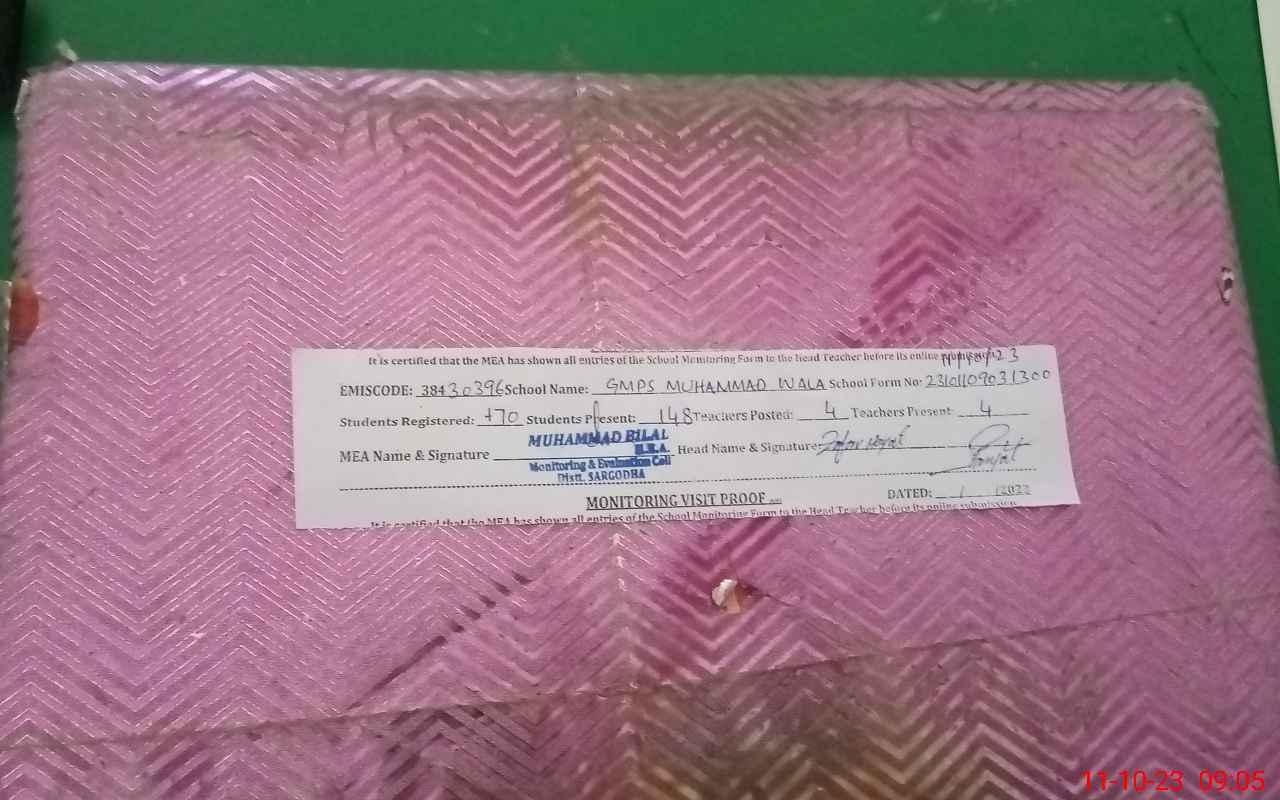 It is certified that the MEA has shown all entries of the School Monitoring Form to the Head Teacher before its online
EMISCODE: 38430396 School Name: GMPS MUHAMMAD WALA School Form No: 23101109031300
Students Registered: 170 Students Present: 148 Teachers Posted: 4 Teachers Present: 4
MUHAMMAD BILAL
MEA Name & Signature M.E.A. Head Name & Signature:
Monitoring & Evaluation Cell
Distt. SARGODHA
MONITORING VISIT PROOF DATED:
It is certified that the MEA has shown all entries of the School Monitoring Form to the Head Teacher before its online submission
11-10-23 09:05